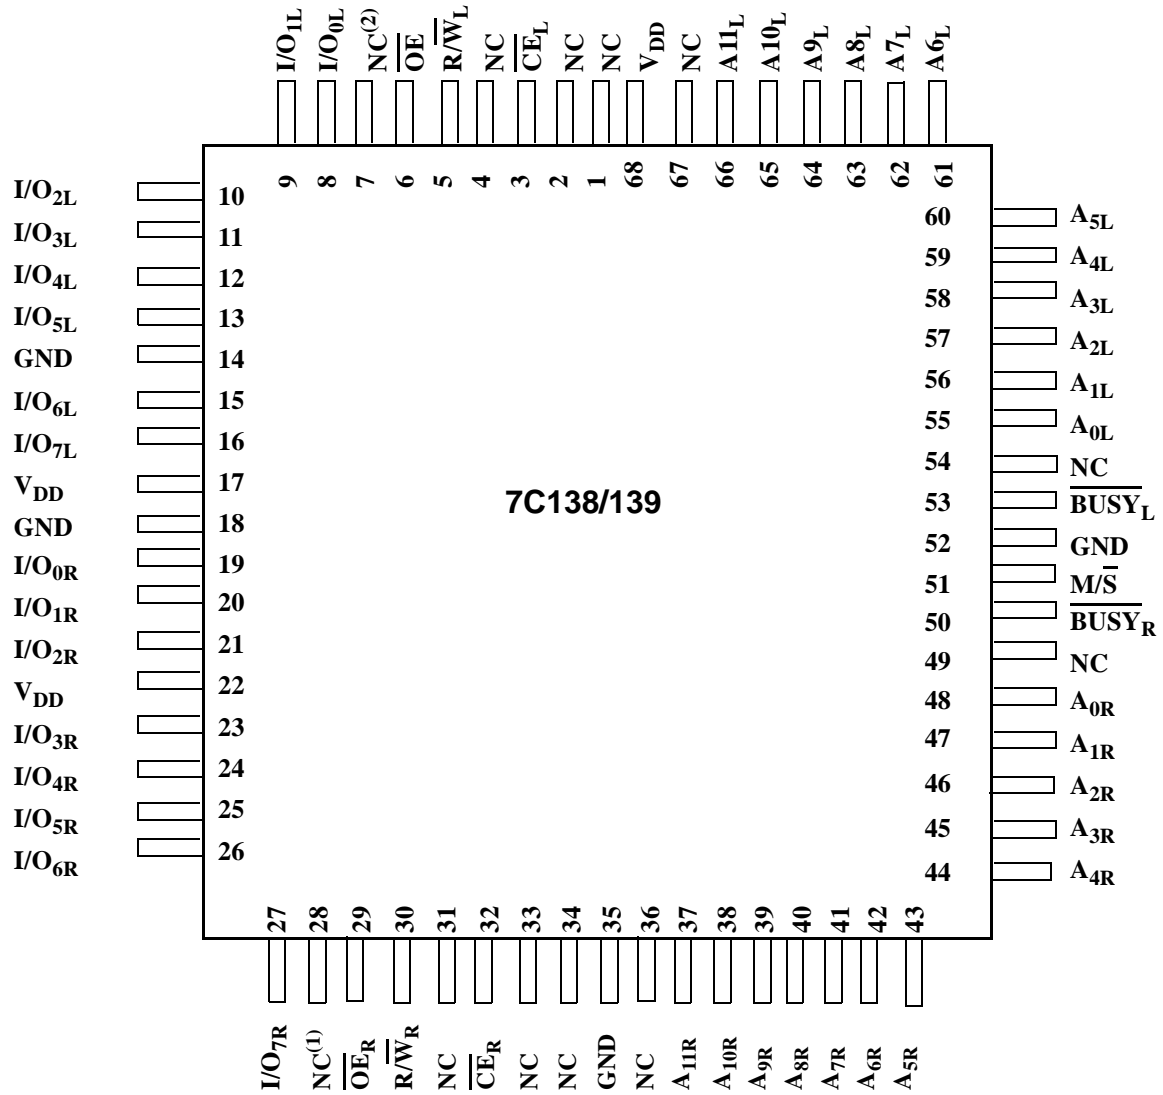 I/O1L I/O0L NC(2) OE R/WL NC CEL NC NC VDD NC A11L A10L A9L A8L A7L A6L
9 8 7 6 5 4 3 2 1 68 67 66 65 64 63 62 61
I/O2L 10
I/O3L 11
I/O4L 12
I/O5L 13
GND 14
I/O6L 15
I/O7L 16
VDD 17
GND 18
I/O0R 19
I/O1R 20
I/O2R 21
VDD 22
I/O3R 23
I/O4R 24
I/O5R 25
I/O6R 26
7C138/139
60 A5L
59 A4L
58 A3L
57 A2L
56 A1L
55 A0L
54 NC
53 BUSYL
52 GND
51 M/S
50 BUSYR
49 NC
48 A0R
47 A1R
46 A2R
45 A3R
44 A4R
27 28 29 30 31 32 33 34 35 36 37 38 39 40 41 42 43
I/O7R NC(1) OER R/WR NC CER NC NC GND NC A11R A10R A9R A8R A7R A6R A5R